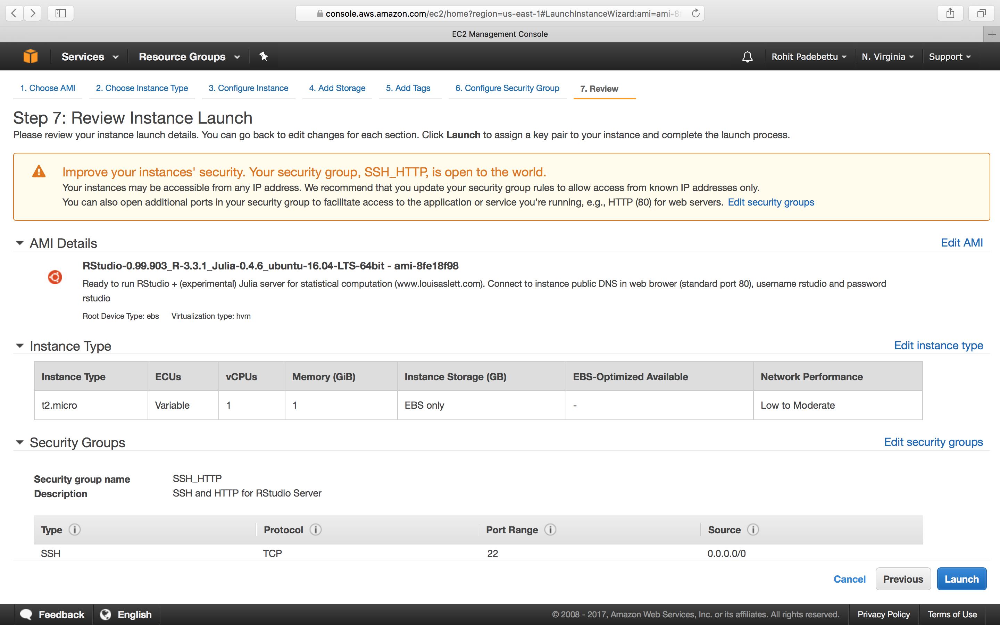 console.aws.amazon.com/ec2/home?region=us-east-1#LaunchInstanceWizard:ami=ami-8f
EC2 Management Console
Services
Resource Groups
Rohit Padebettu
N. Virginia
Support
1. Choose AMI
2. Choose Instance Type
3. Configure Instance
4. Add Storage
5. Add Tags
6. Configure Security Group
7. Review
Step 7: Review Instance Launch
Please review your instance launch details. You can go back to edit changes for each section. Click Launch to assign a key pair to your instance and complete the launch process.
Improve your instances' security. Your security group, SSH_HTTP, is open to the world.
Your instances may be accessible from any IP address. We recommend that you update your security group rules to allow access from known IP addresses only.
You can also open additional ports in your security group to facilitate access to the application or service you're running, e.g., HTTP (80) for web servers. Edit security groups
AMI Details
Edit AMI
RStudio-0.99.903_R-3.3.1_Julia-0.4.6_ubuntu-16.04-LTS-64bit - ami-8fe18f98
Ready to run RStudio + (experimental) Julia server for statistical computation (www.louisaslett.com). Connect to instance public DNS in web brower (standard port 80), username rstudio and password
rstudio
Root Device Type: ebs Virtualization type: hvm
Instance Type
Edit instance type
Instance Type ECUs vCPUs Memory (GiB) Instance Storage (GB) EBS-Optimized Available Network Performance
t2.micro Variable 1 1 EBS only - Low to Moderate
Security Groups
Edit security groups
Security group name SSH_HTTP
Description SSH and HTTP for RStudio Server
Type Protocol Port Range Source
SSH TCP 22 0.0.0.0/0
Cancel
Previous
Launch
Feedback
English
© 2008 - 2017, Amazon Web Services, Inc. or its affiliates. All rights reserved.
Privacy Policy
Terms of Use